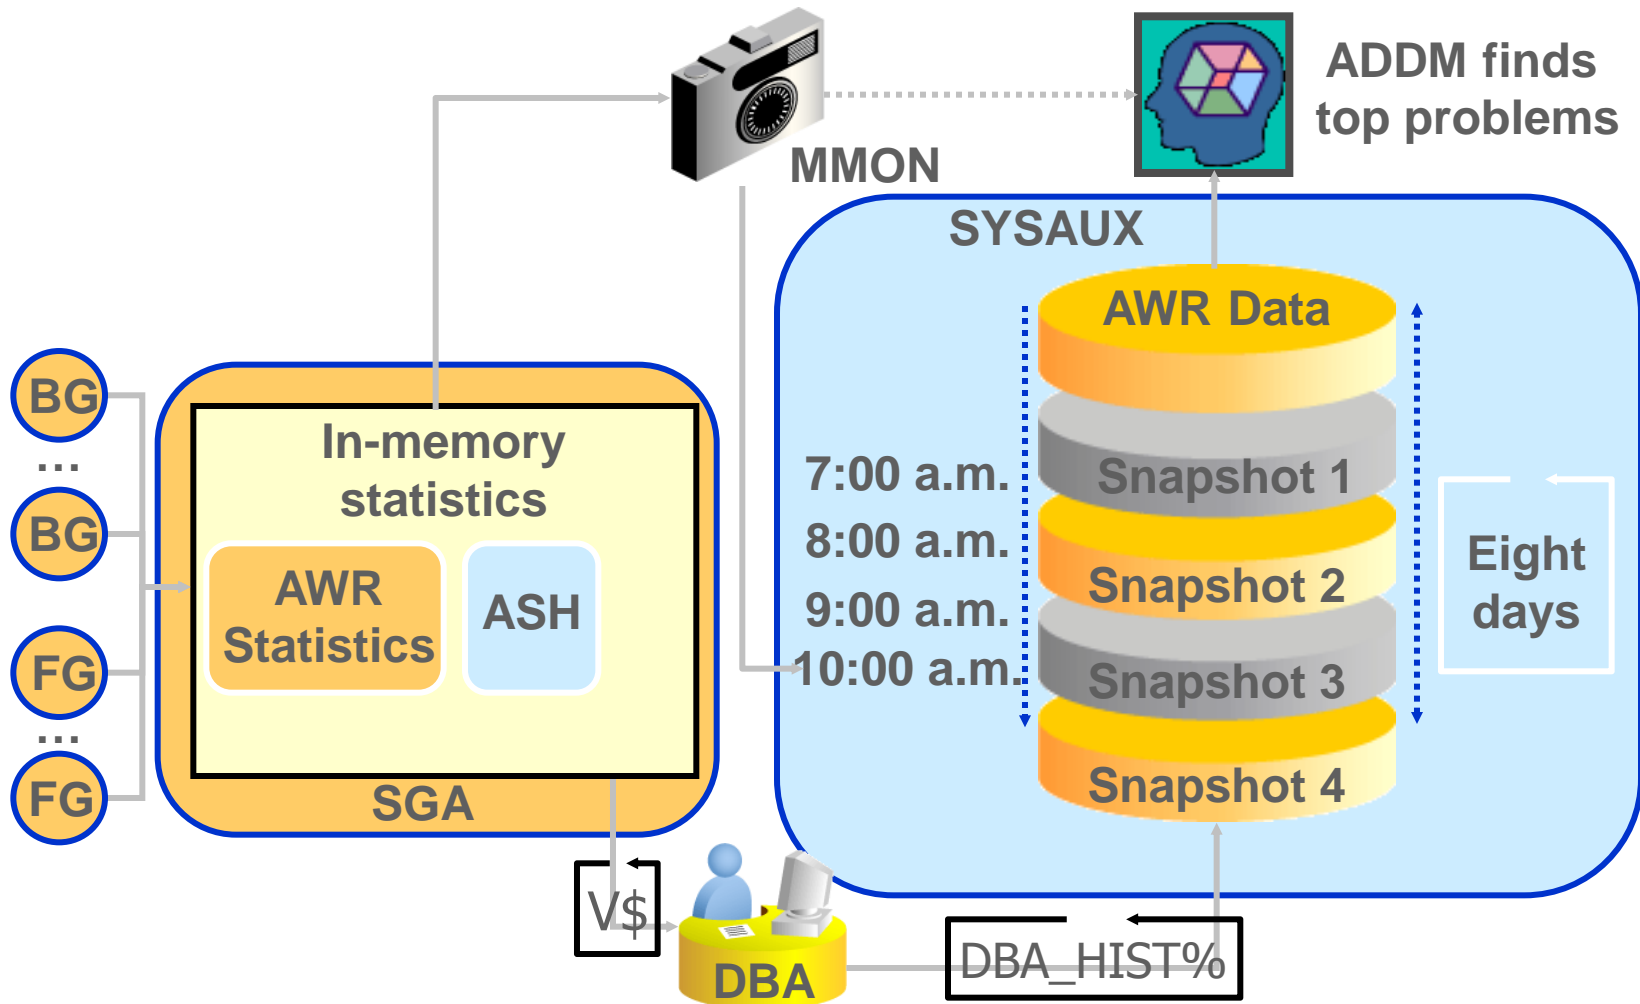 ADDM finds
top problems
MMON
SYSAUX
AWR Data
BG
...
BG
FG
...
FG
In-memory
statistics
AWR
Statistics
ASH
SGA
7:00 a.m.
8:00 a.m.
9:00 a.m.
10:00 a.m.
Snapshot 1
Snapshot 2
Snapshot 3
Snapshot 4
Eight
days
V$
DBA
DBA_HIST%